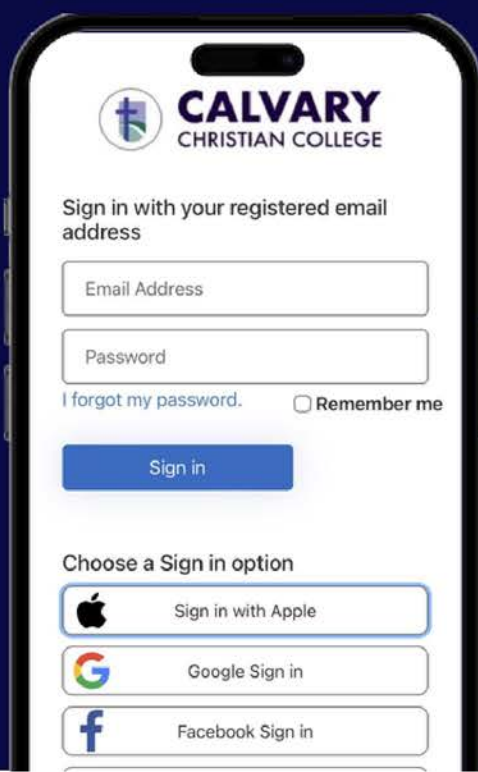 CALVARY
CHRISTIAN COLLEGE
Sign in with your registered email
address
Email Address
Password
I forgot my password.
Remember me
Sign in
Choose a Sign in option
Sign in with Apple
Google Sign in
Facebook Sign in